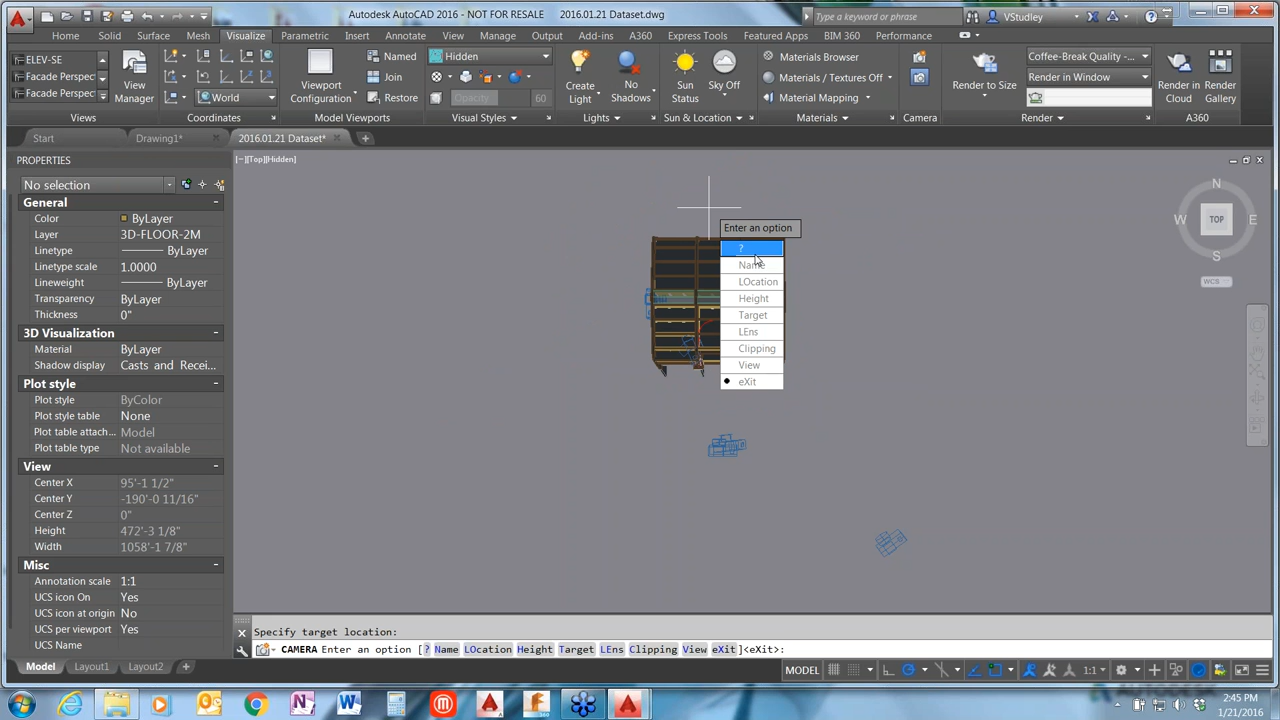 Autodesk AutoCAD 2016 - NOT FOR RESALE 2016.01.21 Dataset.dwg
Type a keyword or phrase
VStudley
Home Solid Surface Mesh Visualize Parametric Insert Annotate View Manage Output Add-ins A360 Express Tools Featured Apps BIM 360 Performance
ELEV-SE
Facade Perspect
Facade Perspect
View Manager
World
Viewport Configuration
Named
Join
Restore
Hidden
Opacity 60
Create Light
No Shadows
Sun Status
Sky Off
Materials Browser
Materials / Textures Off
Material Mapping
Render to Size
Coffee-Break Quality
Render in Window
Render in Cloud
Render Gallery
Views Coordinates Model Viewports Visual Styles Lights Sun & Location Materials Camera Render A360
Start Drawing1* 2016.01.21 Dataset*
PROPERTIES
[−][Top][Hidden]
No selection
General
Color ByLayer
Layer 3D-FLOOR-2M
Linetype ByLayer
Linetype scale 1.0000
Lineweight ByLayer
Thickness 0"
3D Visualization
Material ByLayer
Shadow display Casts and Recei...
Plot style
Plot style ByColor
Plot style table None
Plot table attach... Model
Plot table type Not available
View
Center X 95'-1 1/2"
Center Y -190'-0 11/16"
Center Z 0"
Height 472'-3 1/8"
Width 1058'-1 7/8"
Misc
Annotation scale 1:1
UCS icon On Yes
UCS icon at origin No
UCS per viewport Yes
UCS Name
Enter an option
?
Name
LOcation
Height
Target
LEns
Clipping
View
eXit
N
W TOP E
S
WCS
Specify target location:
CAMERA Enter an option [? Name LOcation Height Target LEns Clipping View eXit]<eXit>:
Model Layout1 Layout2 +
MODEL 1:1
2:45 PM
1/21/2016